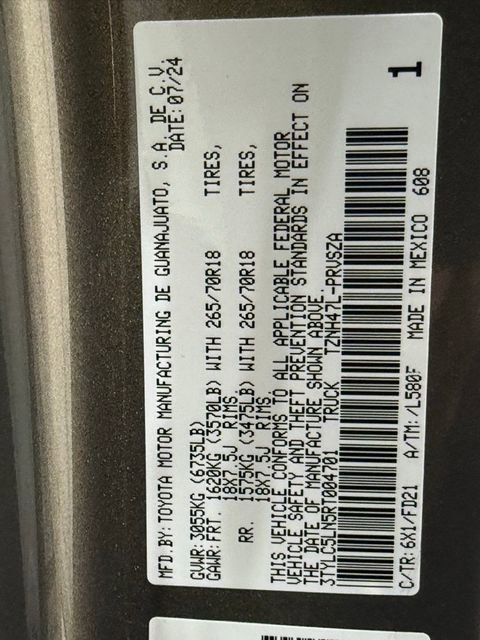 MFD.BY: TOYOTA MOTOR MANUFACTURING DE GUANAJUATO, S.A. DE C.V.
DATE: 07/24
GVWR: 3055KG (6735LB)
GAWR: FRT. 1620KG (3570LB) WITH 265/70R18 TIRES,
18X7.5J RIMS,
RR. 1575KG (3475LB) WITH 265/70R18 TIRES,
18X7.5J RIMS,
THIS VEHICLE CONFORMS TO ALL APPLICABLE FEDERAL MOTOR
VEHICLE SAFETY AND THEFT PREVENTION STANDARDS IN EFFECT ON
THE DATE OF MANUFACTURE SHOWN ABOVE.
3TYLC5LN5RT004701 TRUCK TZNH47L-PRVSZA
C/TR: 6X1/FD21 A/TM: /L580F MADE IN MEXICO 608
1